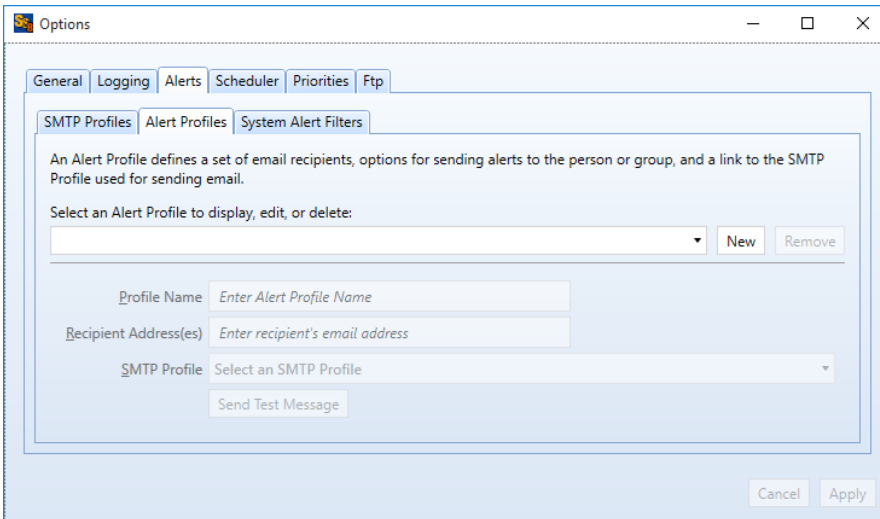 Options
General Logging Alerts Scheduler Priorities Ftp
SMTP Profiles Alert Profiles System Alert Filters
An Alert Profile defines a set of email recipients, options for sending alerts to the person or group, and a link to the SMTP
Profile used for sending email.
Select an Alert Profile to display, edit, or delete:
New Remove
Profile Name Enter Alert Profile Name
Recipient Address(es) Enter recipient's email address
SMTP Profile Select an SMTP Profile
Send Test Message
Cancel Apply